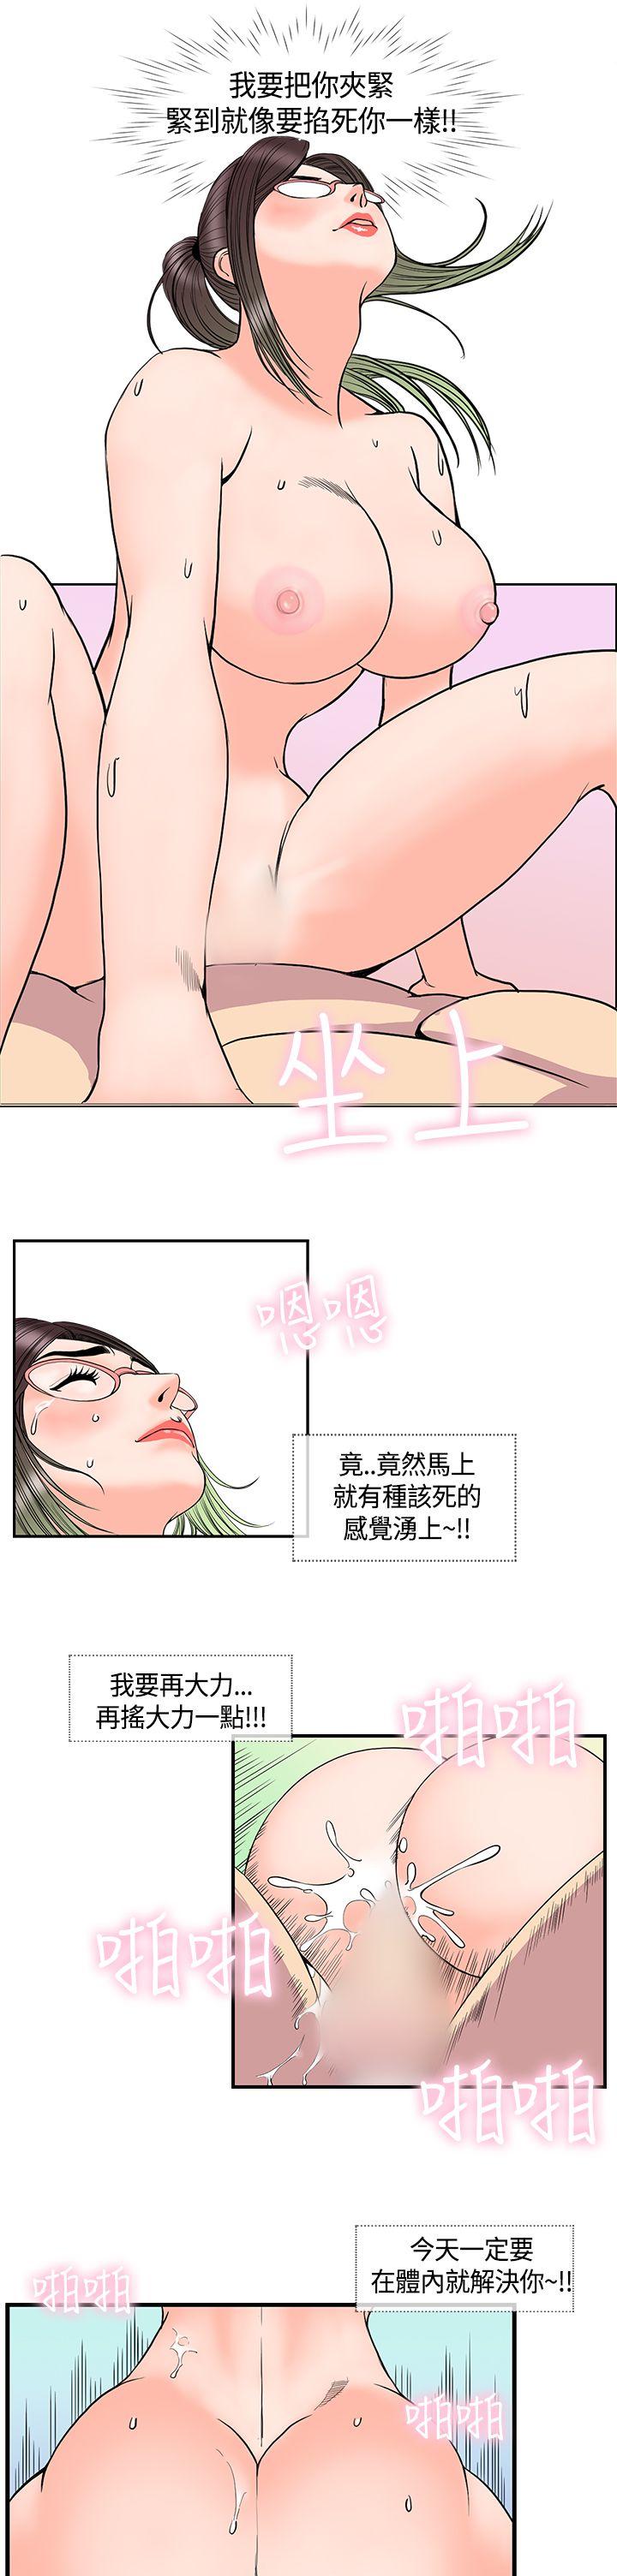 我要把你夾緊
緊到就像要掐死你一樣!!
坐上
嗯嗯
竟..竟然馬上
就有種該死的
感覺湧上~!!
我要再大力...
再搖大力一點!!!
啪啪
啪啪
啪啪
今天一定要
在體內就解決你~!!
啪啪
啪啪